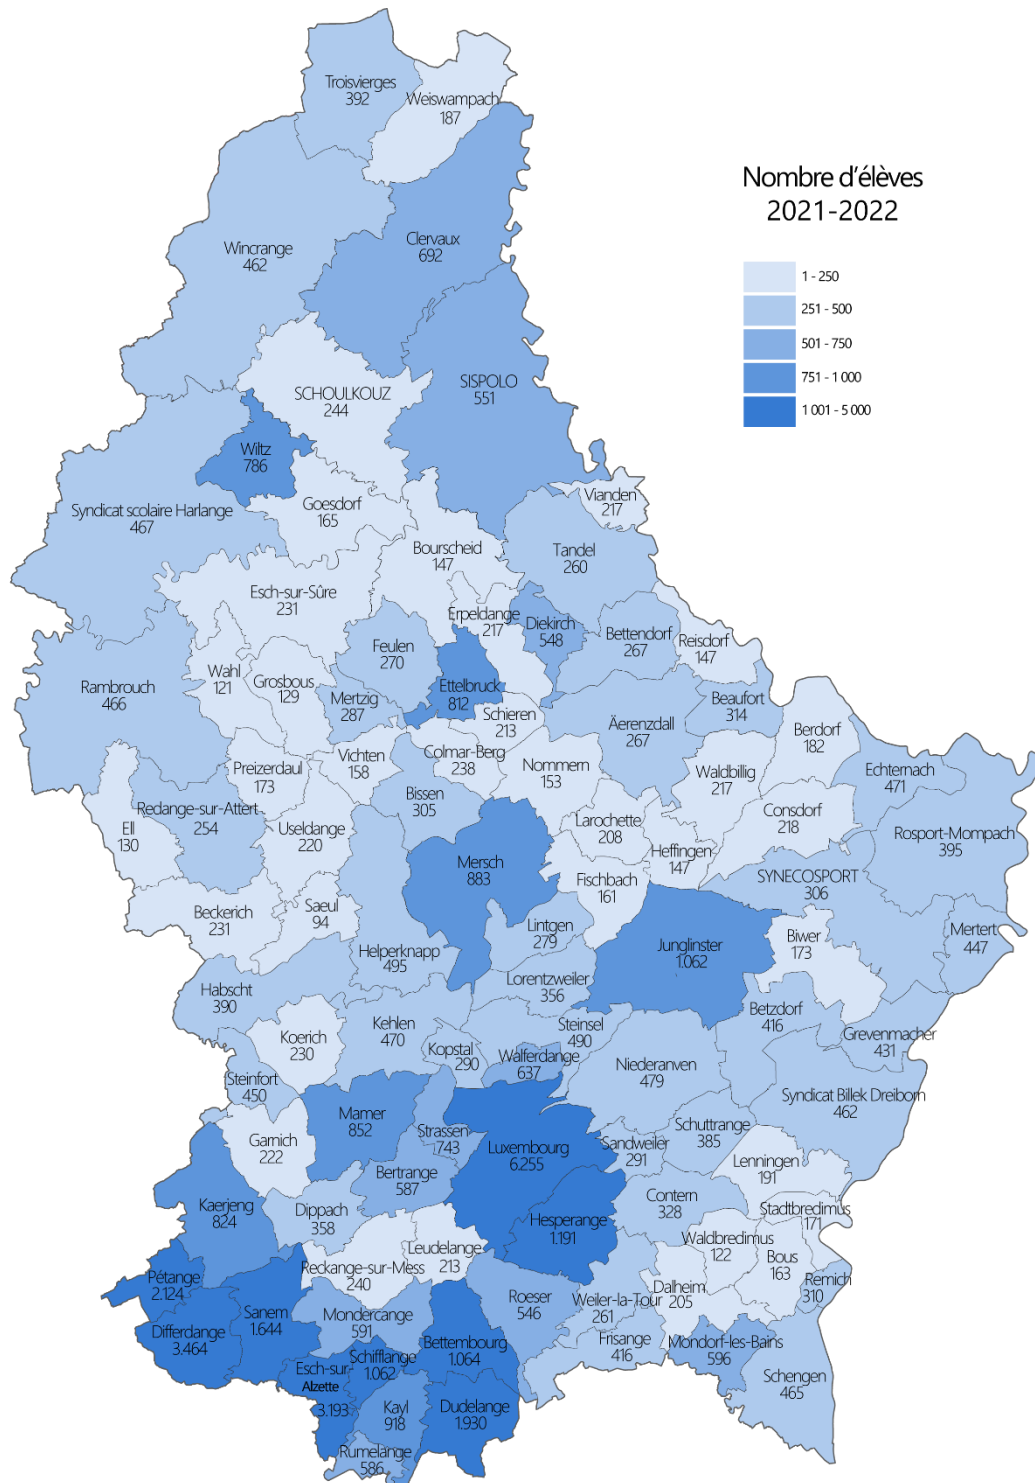 Troisvierges
392
Weiswampach
187
Nombre d'élèves
2021-2022
Clervaux
692
Wincrange
462
1 - 250
251 - 500
501 - 750
751 - 1 000
1 001 - 5 000
SISPOLO
551
SCHOULKOUZ
244
Wiltz
786
Vianden
217
Goesdorf
165
Syndicat scolaire Harlange
467
Bourscheid
147
Tandel
260
Esch-sur-Sûre
231
Erpeldange
217
Diekirch
548
Bettendorf
267
Reisdorf
147
Feulen
270
Wahl
121
Grosbous
129
Rambrouch
466
Ettelbruck
812
Mertzig
287
Beaufort
314
Schieren
213
Äerenzdall
267
Berdorf
182
Colmar-Berg
238
Vichten
158
Preizerdaul
173
Nommern
153
Waldbillig
217
Echternach
471
Bissen
305
Redange-sur-Attert
254
Consdorf
218
Larochette
208
Ell
130
Useldange
220
Rosport-Mompach
395
Heffingen
147
Mersch
883
Fischbach
161
SYNECOSPORT
306
Saeul
94
Beckerich
231
Lintgen
279
Mertert
447
Biwer
173
Junglinster
1.062
Helperknapp
495
Lorentzweiler
356
Habscht
390
Betzdorf
416
Kehlen
470
Steinsel
490
Koerich
230
Grevenmacher
431
Kopstal
290
Walferdange
637
Niederanven
479
Steinfort
450
Syndicat Billek Dreiborn
462
Mamer
852
Schuttrange
385
Strassen
743
Luxembourg
6.255
Sandweiler
291
Garnich
222
Lenningen
191
Bertrange
587
Contern
328
Kaerjeng
824
Dippach
358
Stadtbredimus
171
Hesperange
1.191
Waldbredimus
122
Leudelange
213
Bous
163
Reckange-sur-Mess
240
Pétange
2.124
Remich
310
Dalheim
205
Roeser
546
Weiler-la-Tour
261
Sanem
1.644
Mondercange
591
Differdange
3.464
Frisange
416
Mondorf-les-Bains
596
Bettembourg
1.064
Schifflange
1.062
Esch-sur-
Alzette
3.193
Schengen
465
Kayl
918
Dudelange
1.930
Rumelange
586